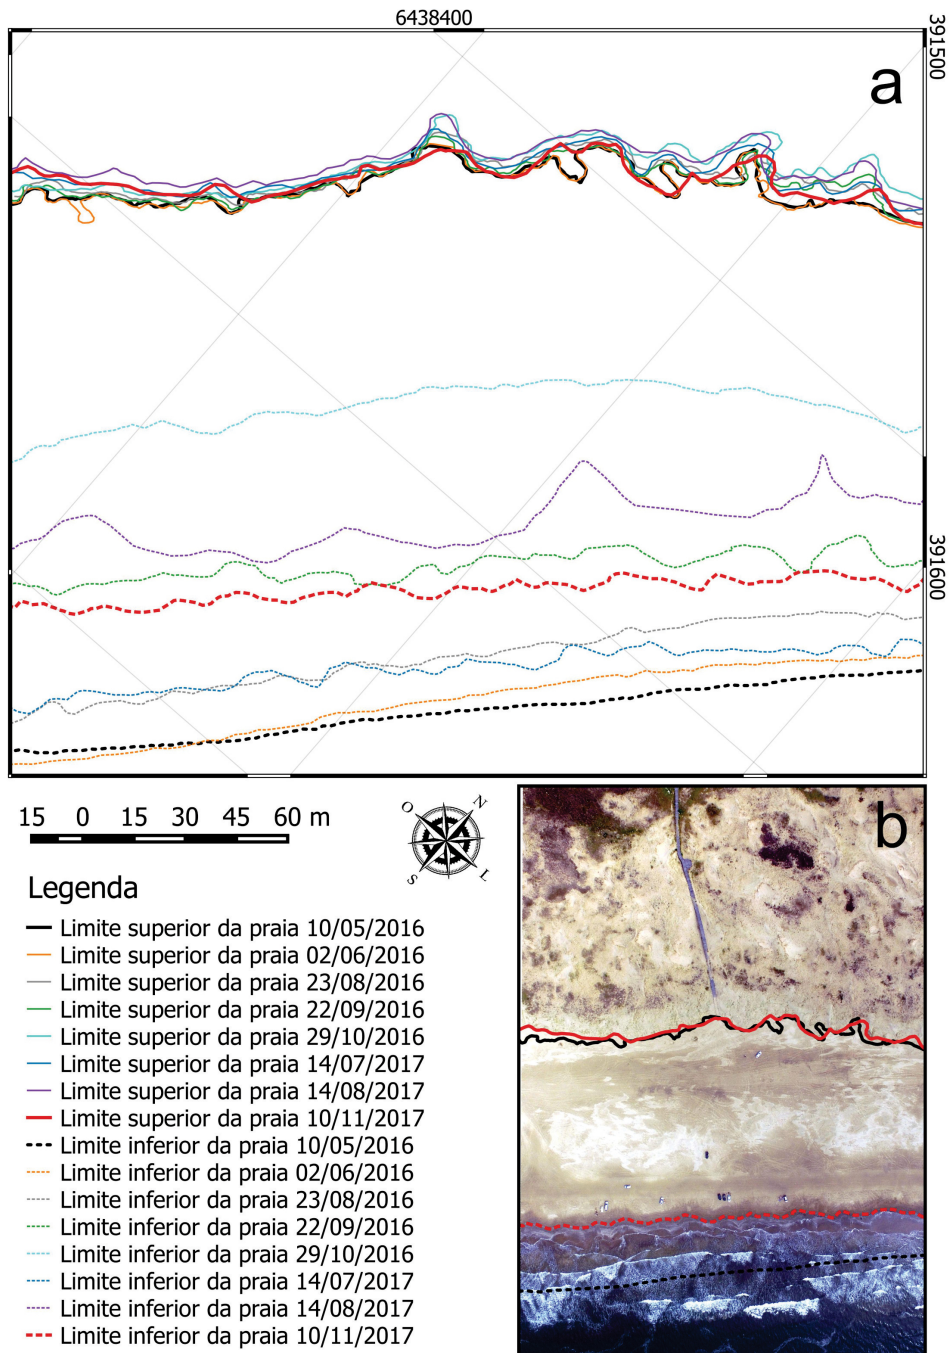 6438400
391500
a
391600
15 0 15 30 45 60 m
O N
S L
b
Legenda
Limite superior da praia 10/05/2016
Limite superior da praia 02/06/2016
Limite superior da praia 23/08/2016
Limite superior da praia 22/09/2016
Limite superior da praia 29/10/2016
Limite superior da praia 14/07/2017
Limite superior da praia 14/08/2017
Limite superior da praia 10/11/2017
Limite inferior da praia 10/05/2016
Limite inferior da praia 02/06/2016
Limite inferior da praia 23/08/2016
Limite inferior da praia 22/09/2016
Limite inferior da praia 29/10/2016
Limite inferior da praia 14/07/2017
Limite inferior da praia 14/08/2017
Limite inferior da praia 10/11/2017